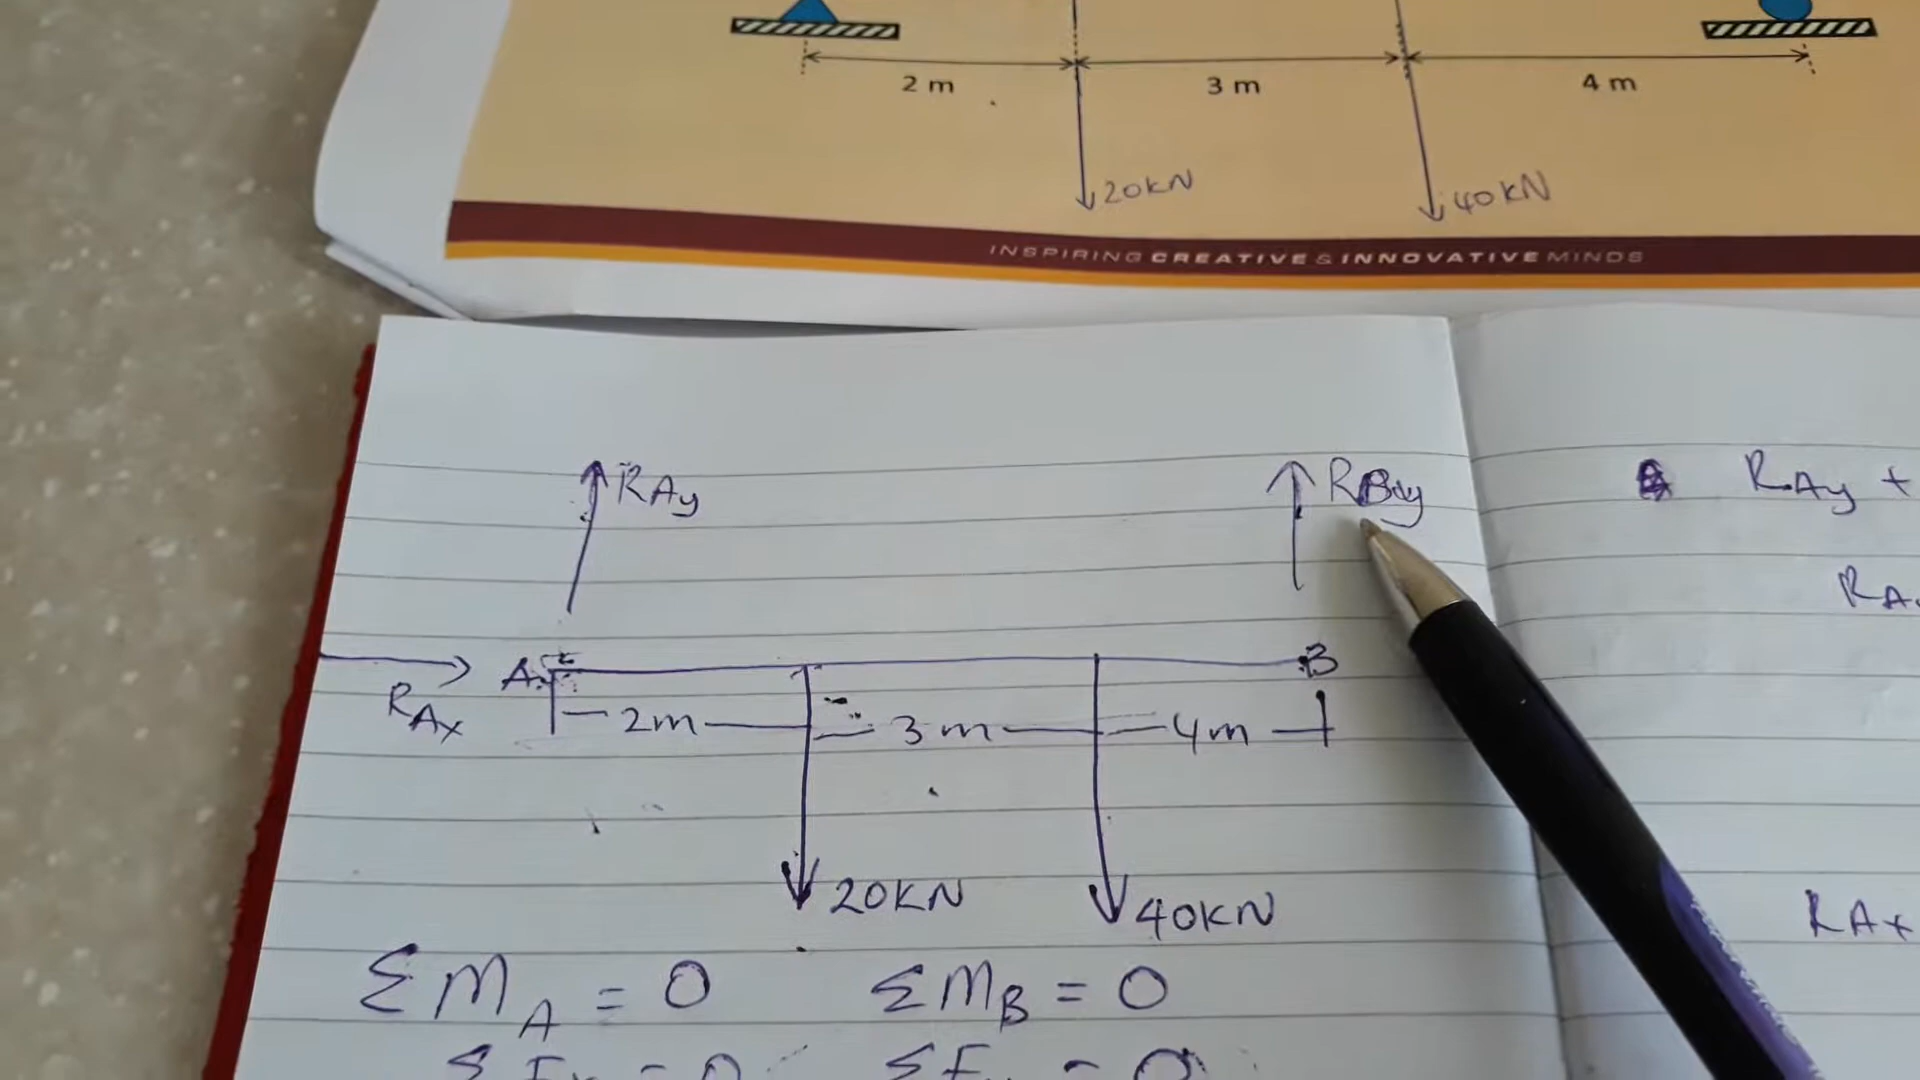 2 m 3 m 4 m
20kN 40kN
INSPIRING CREATIVE & INNOVATIVE MINDS
RAy RBy RAy +
RA
A B
RAx 2m 3m 4m
20KN 40KN RAx
ΣMA = 0 ΣMB = 0